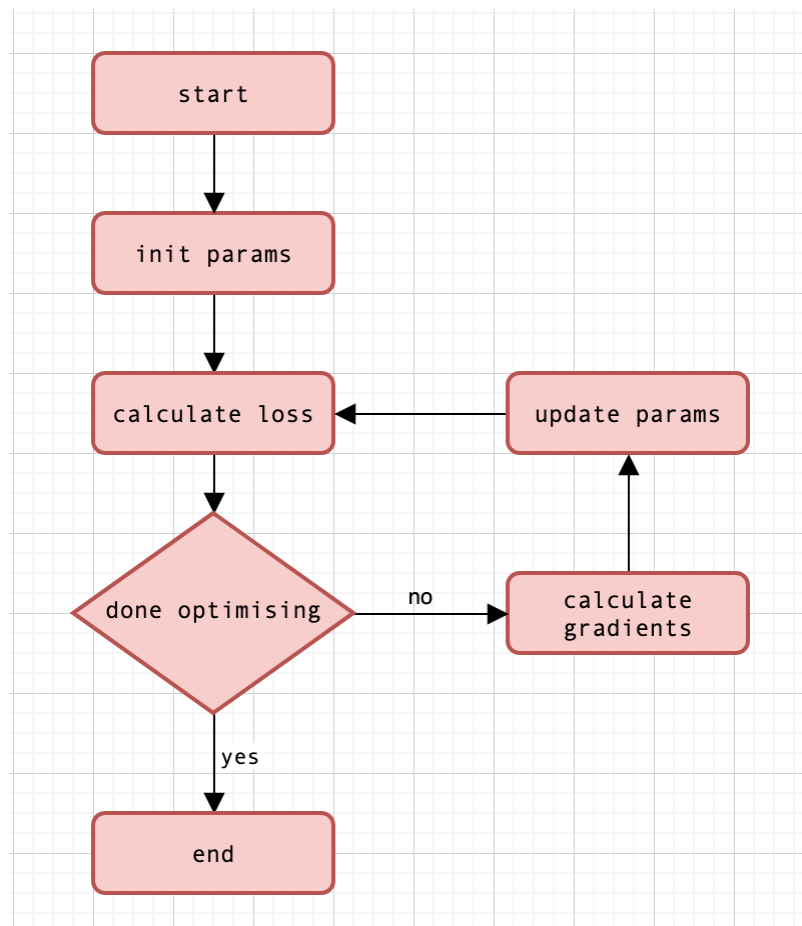 start
init params
calculate loss
update params
done optimising
no
calculate
gradients
yes
end